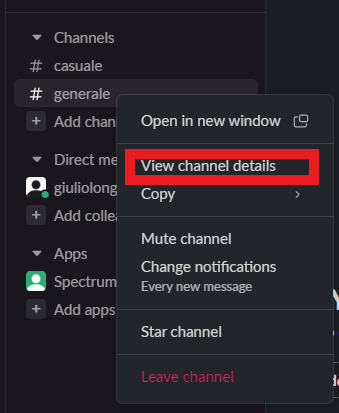 Channels
# casuale
# generale
Open in new window
+ Add chan
View channel details
Direct me
Copy
giuliolong
+ Add collea
Mute channel
Apps
Change notifications
Spectrum
Every new message
+ Add apps
Star channel
Leave channel